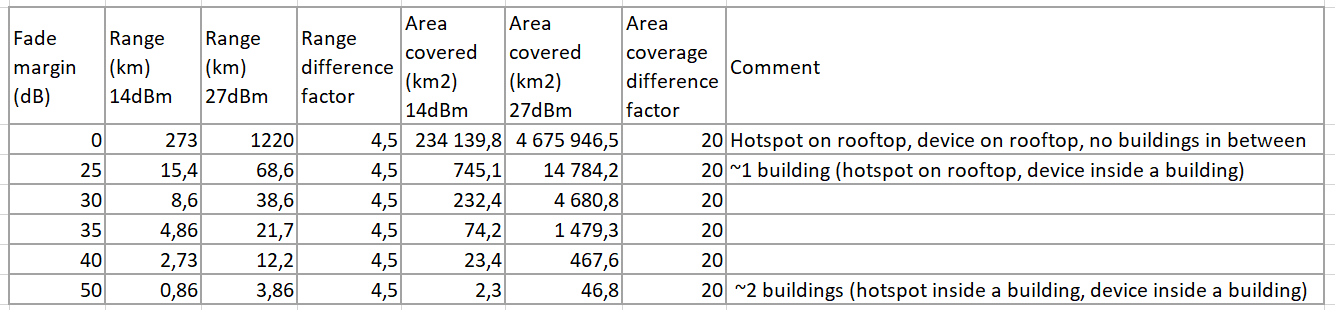 Fade margin (dB) | Range (km) 14dBm | Range (km) 27dBm | Range difference factor | Area covered (km2) 14dBm | Area covered (km2) 27dBm | Area coverage difference factor | Comment
0 | 273 | 1220 | 4,5 | 234 139,8 | 4 675 946,5 | 20 | Hotspot on rooftop, device on rooftop, no buildings in between
25 | 15,4 | 68,6 | 4,5 | 745,1 | 14 784,2 | 20 | ~1 building (hotspot on rooftop, device inside a building)
30 | 8,6 | 38,6 | 4,5 | 232,4 | 4 680,8 | 20 |
35 | 4,86 | 21,7 | 4,5 | 74,2 | 1 479,3 | 20 |
40 | 2,73 | 12,2 | 4,5 | 23,4 | 467,6 | 20 |
50 | 0,86 | 3,86 | 4,5 | 2,3 | 46,8 | 20 | ~2 buildings (hotspot inside a building, device inside a building)